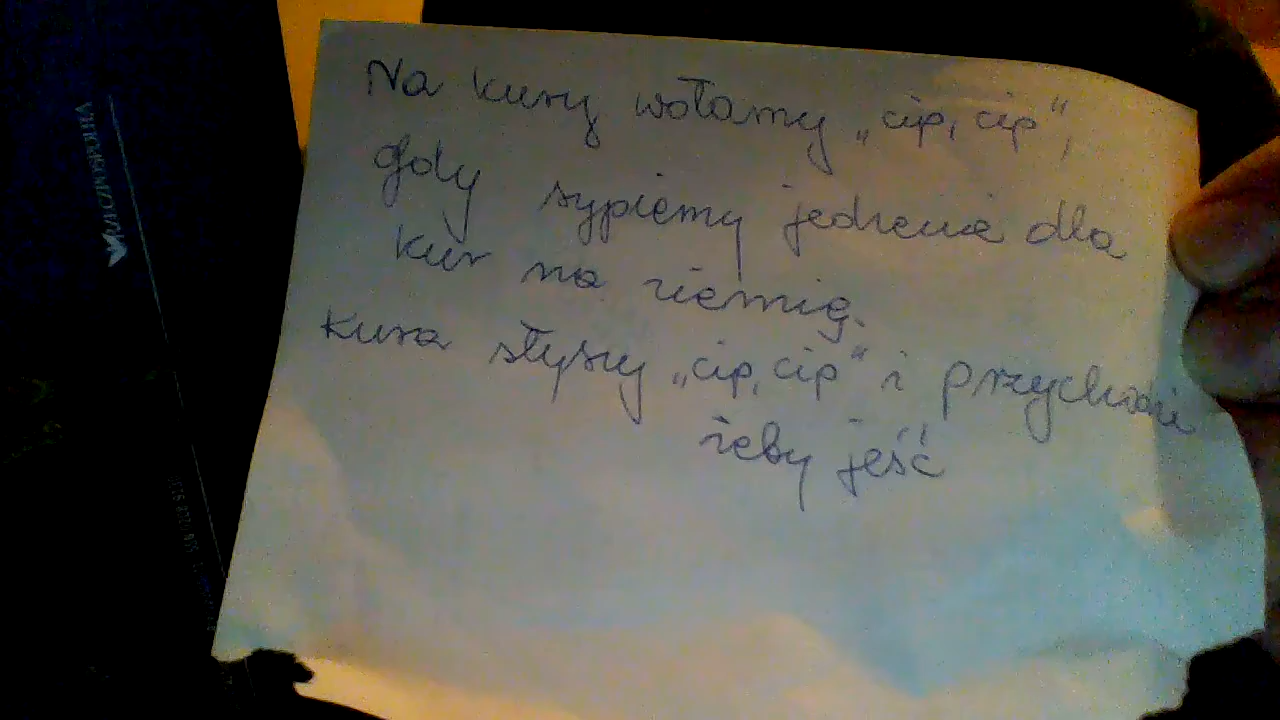 Na kury wołamy „cip, cip",
gdy sypiemy jedzenie dla
kur na ziemię.
kura słyszy „cip, cip" i przychodzi
żeby jeść
RZECZPOSPOLITA